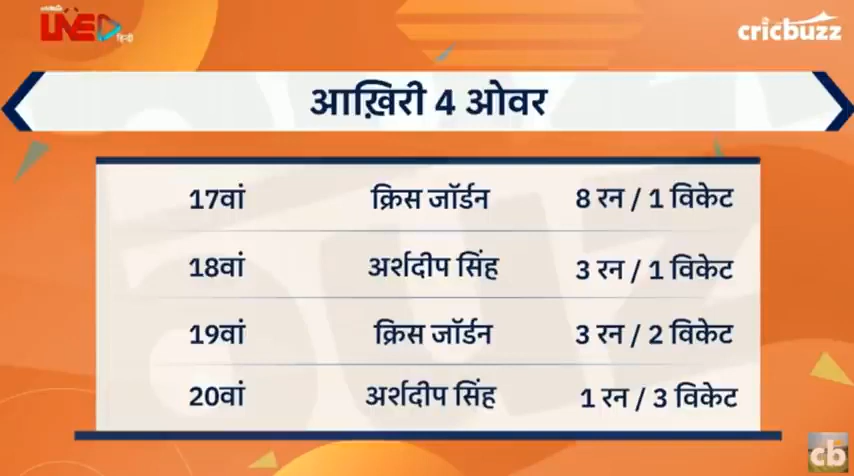 cricbuzz
LIVE
हिन्दी
cricbuzz
आख़िरी 4 ओवर
17वां क्रिस जॉर्डन 8 रन / 1 विकेट
18वां अर्शदीप सिंह 3 रन / 1 विकेट
19वां क्रिस जॉर्डन 3 रन / 2 विकेट
20वां अर्शदीप सिंह 1 रन / 3 विकेट
cb